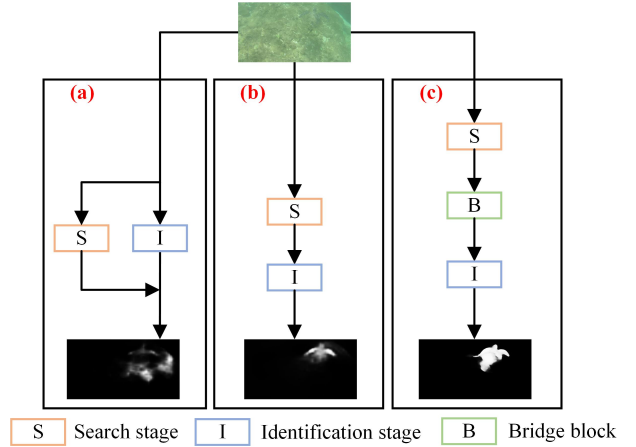 (a)
(b)
(c)
S
B
S
I
S
I
I
S Search stage
I Identification stage
B Bridge block